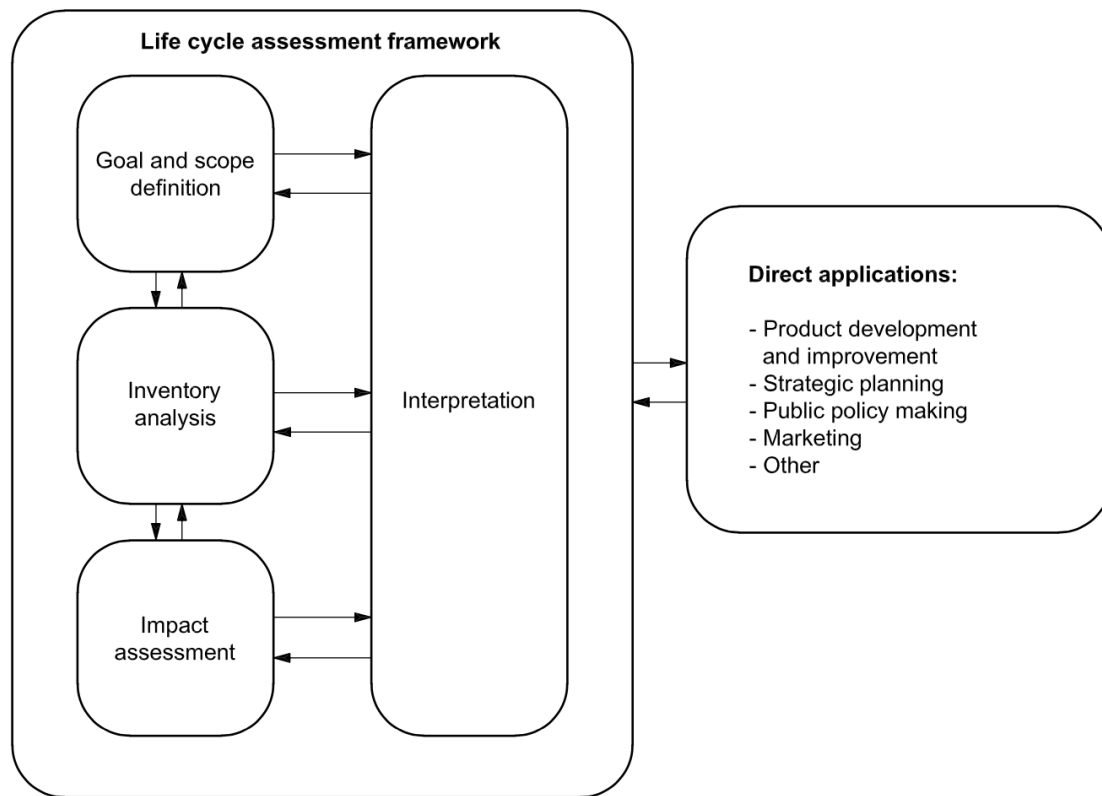 Life cycle assessment framework
Goal and scope
definition
Inventory
analysis
Impact
assessment
Interpretation
Direct applications:
- Product development
and improvement
- Strategic planning
- Public policy making
- Marketing
- Other